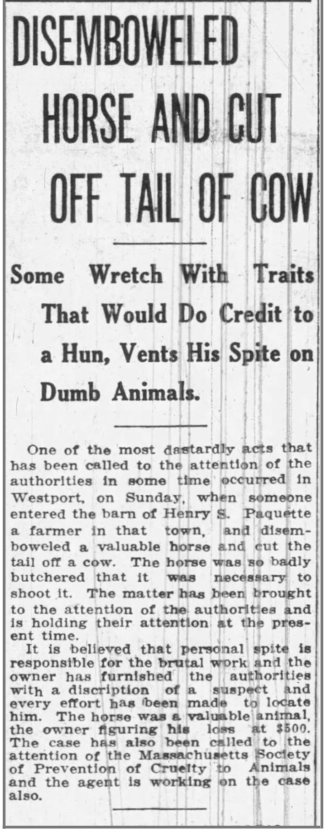 DISEMBOWELED
HORSE AND CUT
OFF TAIL OF COW
Some Wretch With Traits
That Would Do Credit to
a Hun, Vents His Spite on
Dumb Animals.
One of the most dastardly acts that
has been called to the attention of the
authorities in some time occurred in
Westport, on Sunday, when someone
entered the barn of Henry S. Paquette
a farmer in that town, and disem-
boweled a valuable horse and cut the
tail off a cow. The horse was so badly
butchered that it was necessary to
shoot it. The matter has been brought
to the attention of the authorities and
is holding their attention at the pres-
ent time.
It is believed that personal spite is
responsible for the brutal work and the
owner has furnished the authorities
with a discription of a suspect and
every effort has been made to locate
him. The horse was a valuable animal,
the owner figuring his loss at $500.
The case has also been called to the
attention of the Massachusetts Society
of Prevention of Cruelty to Animals
and the agent is working on the case
also.